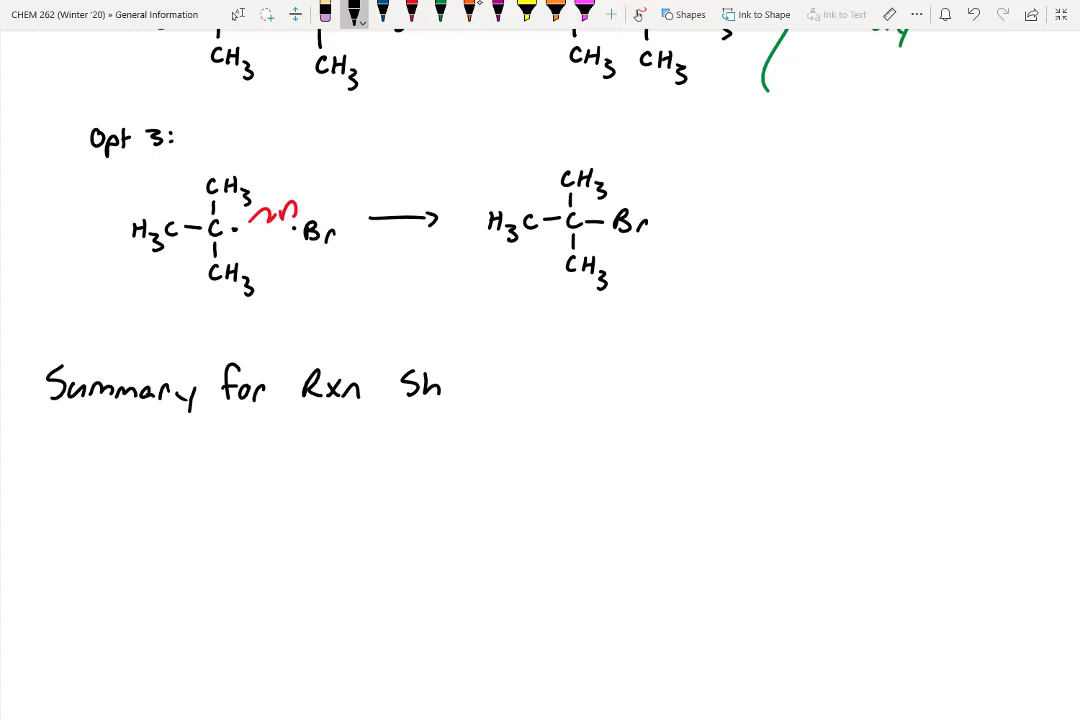 CHEM 262 (Winter '20) » General Information
Shapes
Ink to Shape
Ink to Text
CH3 CH3 CH3 CH3
Opt 3:
CH3 CH3
H3C-C· ·Br → H3C-C-Br
CH3 CH3
Summary for Rxn Sh